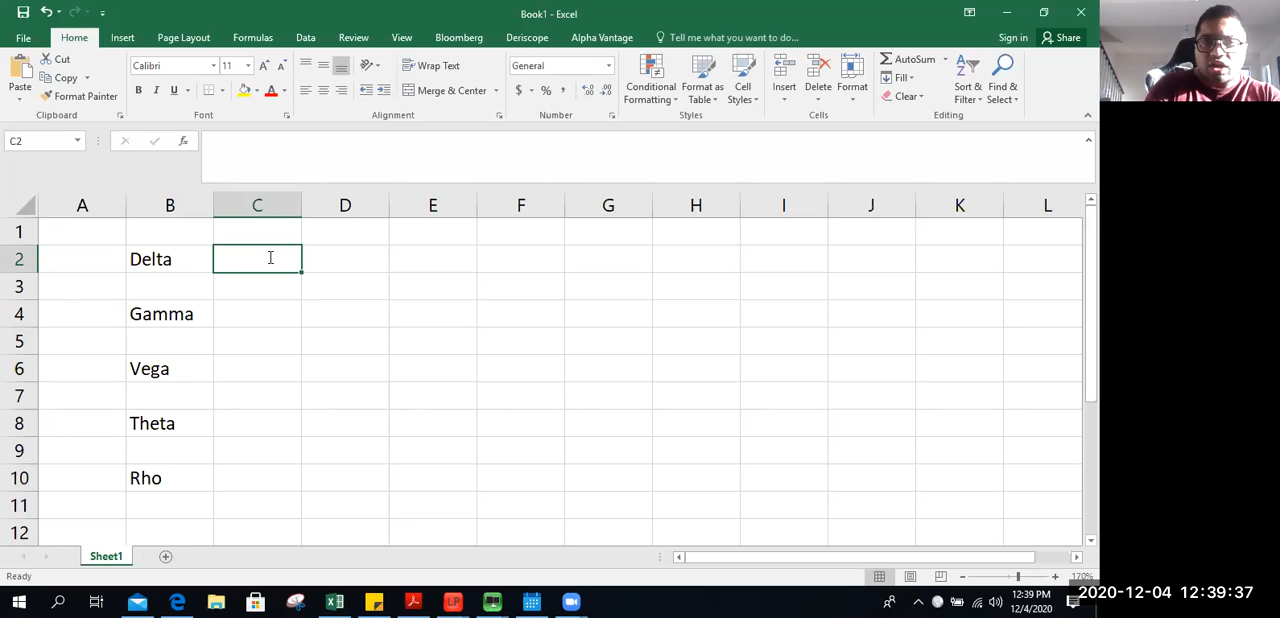 Book1 - Excel
File Home Insert Page Layout Formulas Data Review View Bloomberg Deriscope Alpha Vantage Tell me what you want to do... Sign in Share
Cut
Copy
Format Painter
Paste
Clipboard
Calibri 11
B I U
Font
Wrap Text
Merge & Center
Alignment
General
$ % ,
Number
Conditional Formatting
Format as Table
Cell Styles
Styles
Insert Delete Format
Cells
AutoSum
Fill
Clear
Sort & Filter
Find & Select
Editing
C2 fx
A B C D E F G H I J K L
1
2 Delta
3
4 Gamma
5
6 Vega
7
8 Theta
9
10 Rho
11
12
Sheet1
Ready 170%
12:39 PM
12/4/2020
2020-12-04 12:39:37